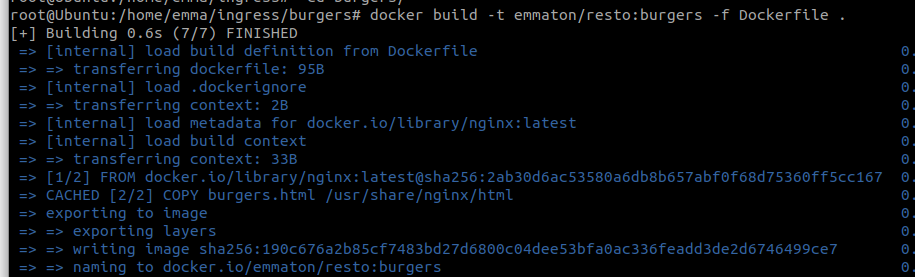 root@Ubuntu:/home/emma/ingress/burgers# docker build -t emmaton/resto:burgers -f Dockerfile .
[+] Building 0.6s (7/7) FINISHED
=> [internal] load build definition from Dockerfile 0.
=> => transferring dockerfile: 95B 0.
=> [internal] load .dockerignore 0.
=> => transferring context: 2B 0.
=> [internal] load metadata for docker.io/library/nginx:latest 0.
=> [internal] load build context 0.
=> => transferring context: 33B 0.
=> [1/2] FROM docker.io/library/nginx:latest@sha256:2ab30d6ac53580a6db8b657abf0f68d75360ff5cc167 0.
=> CACHED [2/2] COPY burgers.html /usr/share/nginx/html 0.
=> exporting to image 0.
=> => exporting layers 0.
=> => writing image sha256:190c676a2b85cf7483bd27d6800c04dee53bfa0ac336feadd3de2d6746499ce7 0.
=> => naming to docker.io/emmaton/resto:burgers 0.